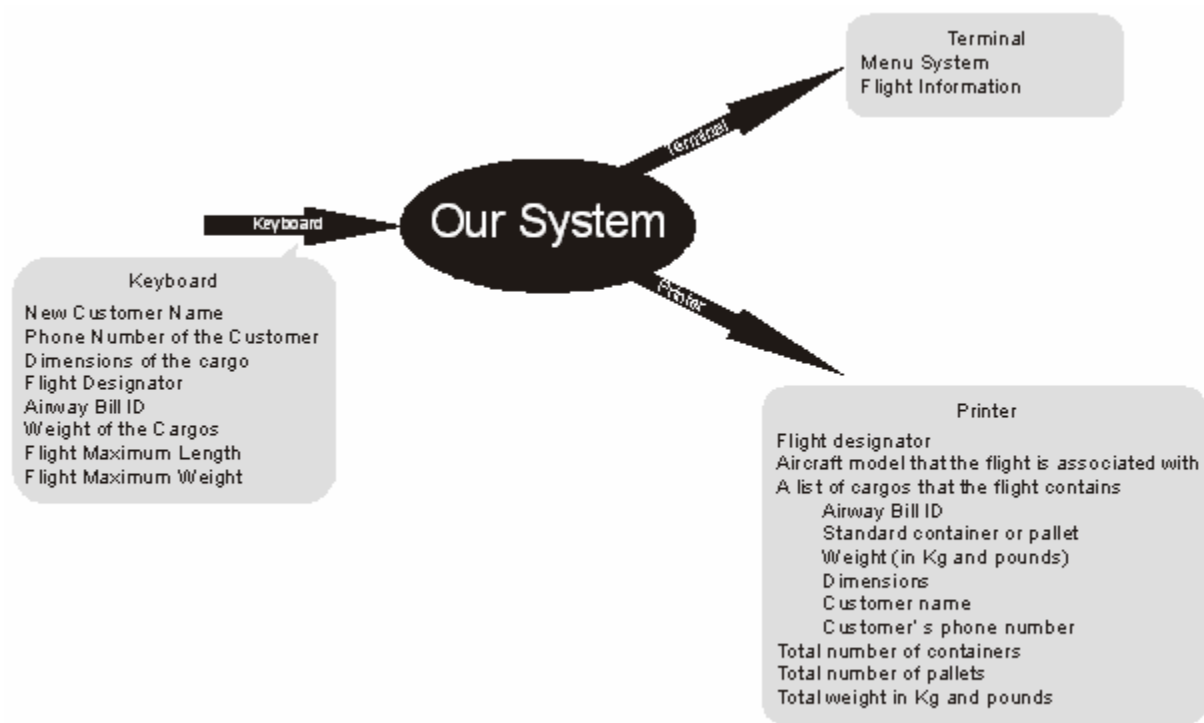 Terminal
Menu System
Flight Information
Terminal
Our System
Keyboard
Printer
Keyboard
New Customer Name
Phone Number of the Customer
Dimensions of the cargo
Flight Designator
Airway Bill ID
Weight of the Cargos
Flight Maximum Length
Flight Maximum Weight
Printer
Flight designator
Aircraft model that the flight is associated with
A list of cargos that the flight contains
Airway Bill ID
Standard container or pallet
Weight (in Kg and pounds)
Dimensions
Customer name
Customer's phone number
Total number of containers
Total number of pallets
Total weight in Kg and pounds